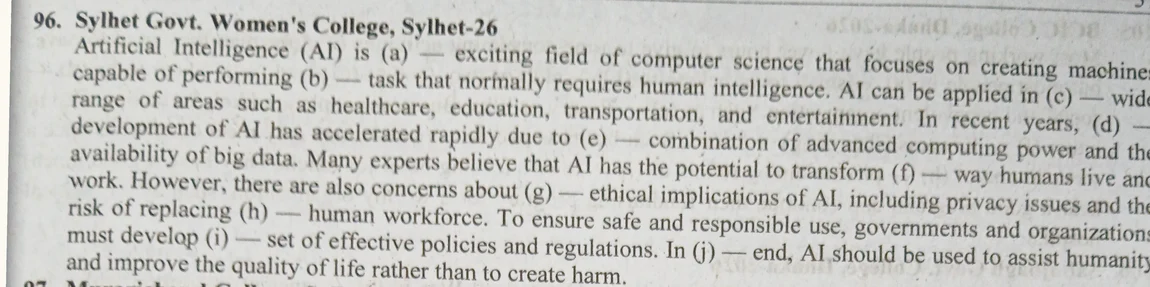 96. Sylhet Govt. Women's College, Sylhet-26
Artificial Intelligence (AI) is (a) — exciting field of computer science that focuses on creating machines
capable of performing (b) — task that normally requires human intelligence. AI can be applied in (c) — wide
range of areas such as healthcare, education, transportation, and entertainment. In recent years, (d) —
development of AI has accelerated rapidly due to (e) — combination of advanced computing power and the
availability of big data. Many experts believe that AI has the potential to transform (f) — way humans live and
work. However, there are also concerns about (g) — ethical implications of AI, including privacy issues and the
risk of replacing (h) — human workforce. To ensure safe and responsible use, governments and organizations
must develop (i) — set of effective policies and regulations. In (j) — end, AI should be used to assist humanity
and improve the quality of life rather than to create harm.